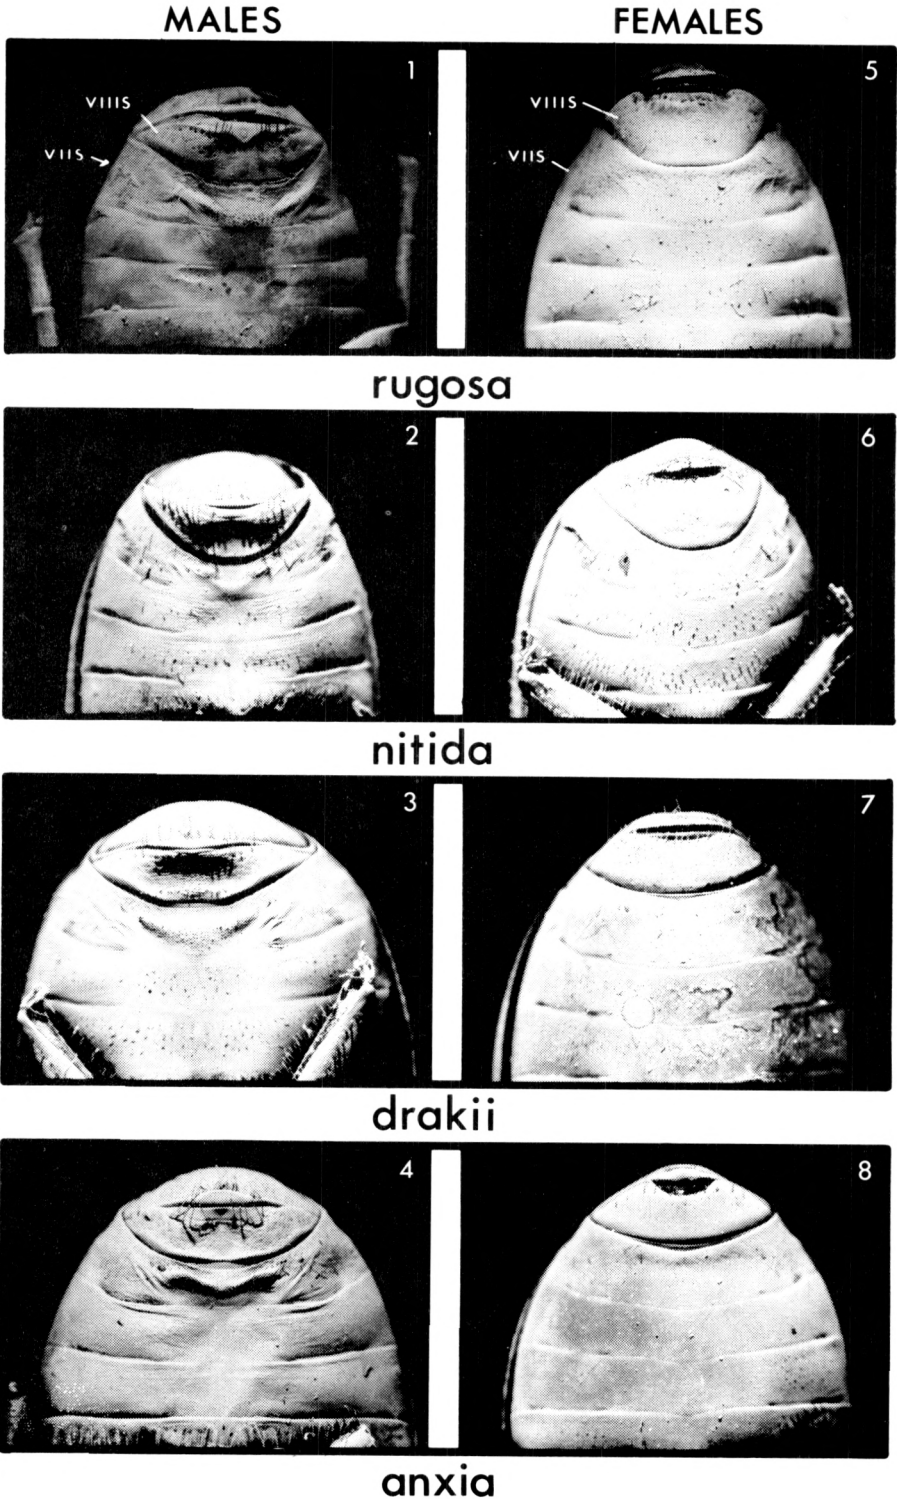 MALES FEMALES
1 5
VIIIS VIIIS
VIIS VIIS
rugosa
2 6
nitida
3 7
drakii
4 8
anxia